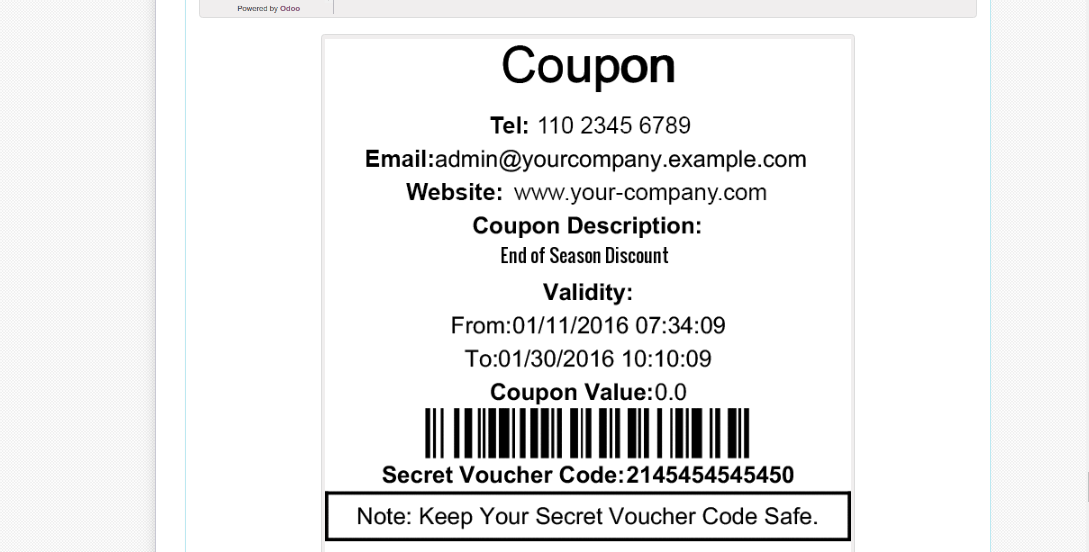 Powered by Odoo
Coupon
Tel: 110 2345 6789
Email:admin@yourcompany.example.com
Website: www.your-company.com
Coupon Description:
End of Season Discount
Validity:
From:01/11/2016 07:34:09
To:01/30/2016 10:10:09
Coupon Value:0.0
Secret Voucher Code:2145454545450
Note: Keep Your Secret Voucher Code Safe.